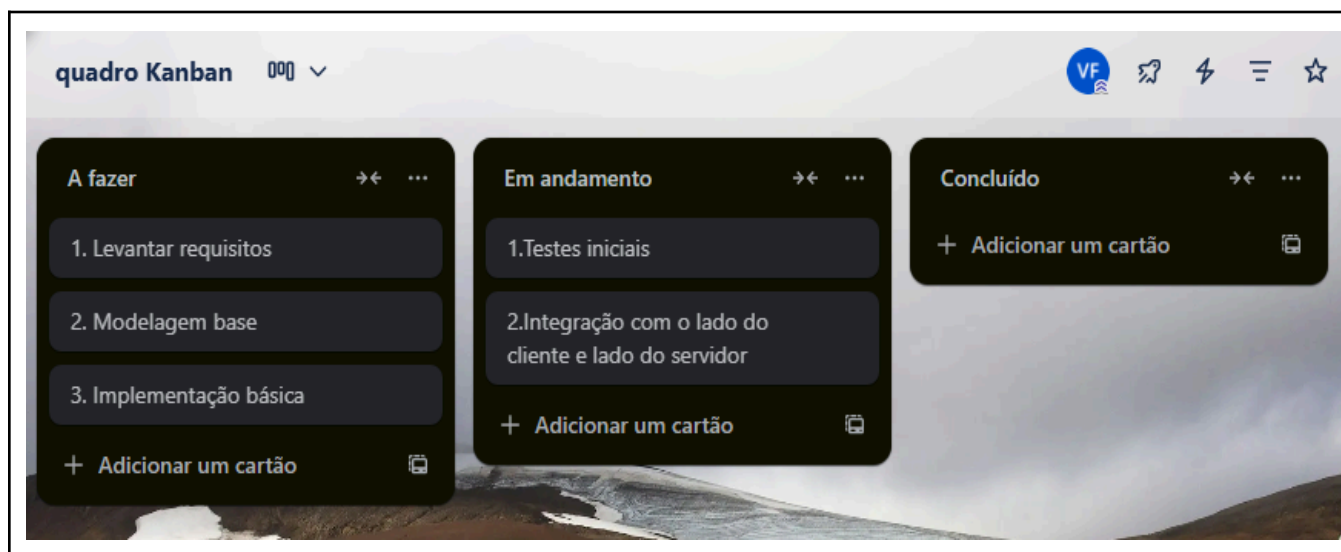 quadro Kanban
VF
A fazer
1. Levantar requisitos
2. Modelagem base
3. Implementação básica
+ Adicionar um cartão
Em andamento
1.Testes iniciais
2.Integração com o lado do
cliente e lado do servidor
+ Adicionar um cartão
Concluído
+ Adicionar um cartão